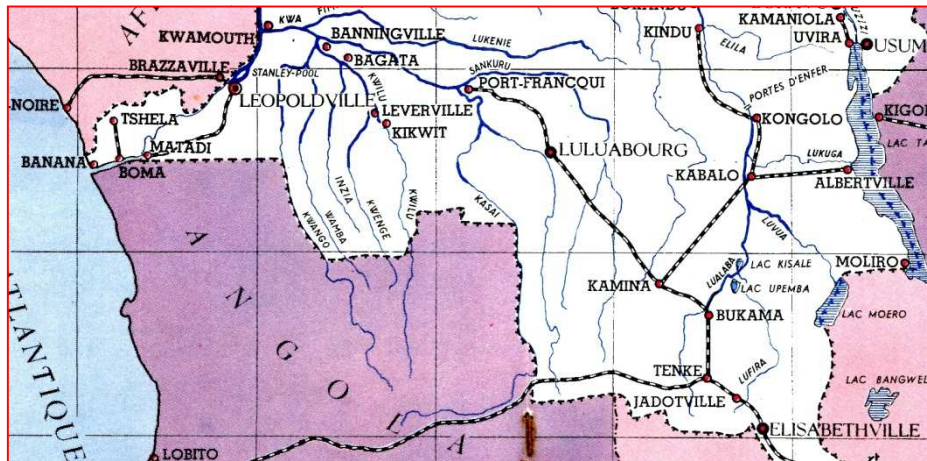 KAMANIOLA
KWA
LUKENIE
KINDU
UVIRA
USUM
KWAMOUTH
BANNINGVILLE
ELILA
BAGATA
SANKURU
BRAZZAVILLE
STANLEY-POOL
KWILU
PORT-FRANCQUI
PORTES D'ENFER
LEOPOLDVILLE
-NOIRE
LEVERVILLE
TSHELA
KIKWIT
KONGOLO
KIGO
MATADI
LULUABOURG
LUKUGA
LAC TA
BANANA
BOMA
KABALO
ALBERTVILLE
KWANGO
WAMBA
INZIA
KWENGE
KWILU
KASAI
LUVUA
LAC KISALE
MOLIRO
KAMINA
LUALABA
LAC UPEMBA
BUKAMA
LAC MOERO
TENKE
LUFIRA
JADOTVILLE
LAC BANGWEL
ELISABETHVILLE
LOBITO
ANGOLA
TLANTIQUE